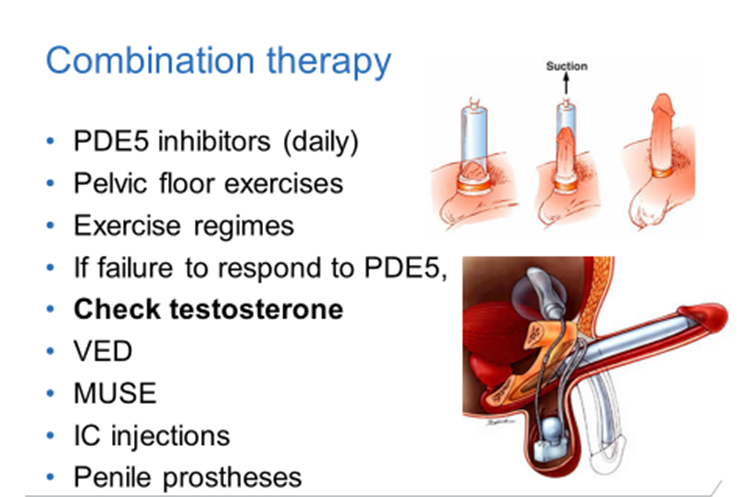 Combination therapy
Suction
• PDE5 inhibitors (daily)
• Pelvic floor exercises
• Exercise regimes
• If failure to respond to PDE5,
• Check testosterone
• VED
• MUSE
• IC injections
• Penile prostheses